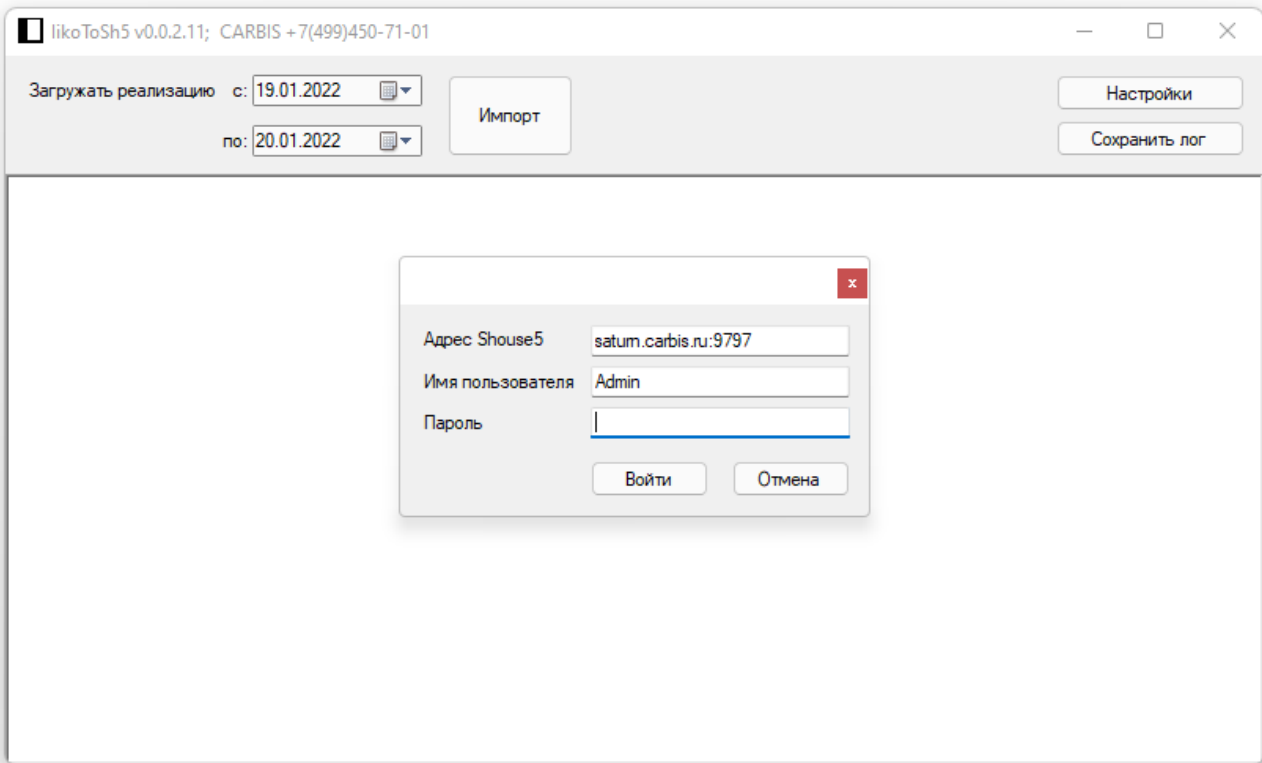 IikoToSh5 v0.0.2.11; CARBIS +7(499)450-71-01
Загружать реализацию с: 19.01.2022
по: 20.01.2022
Импорт
Настройки
Сохранить лог
x
Адрес Shouse5 saturn.carbis.ru:9797
Имя пользователя Admin
Пароль
Войти Отмена